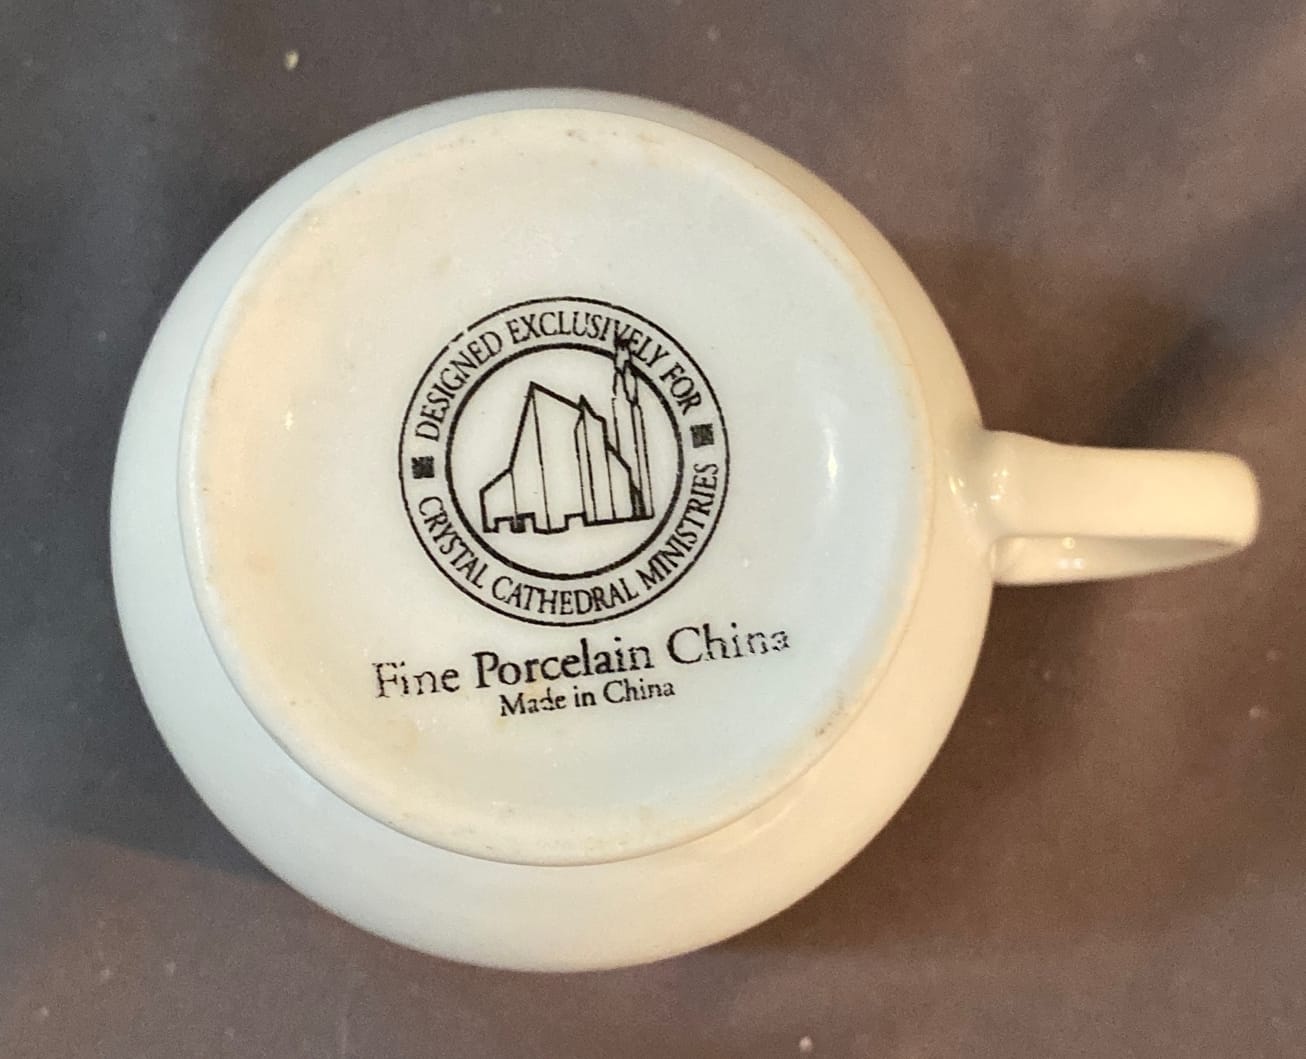 DESIGNED EXCLUSIVELY FOR
CRYSTAL CATHEDRAL MINISTRIES
Fine Porcelain China
Made in China